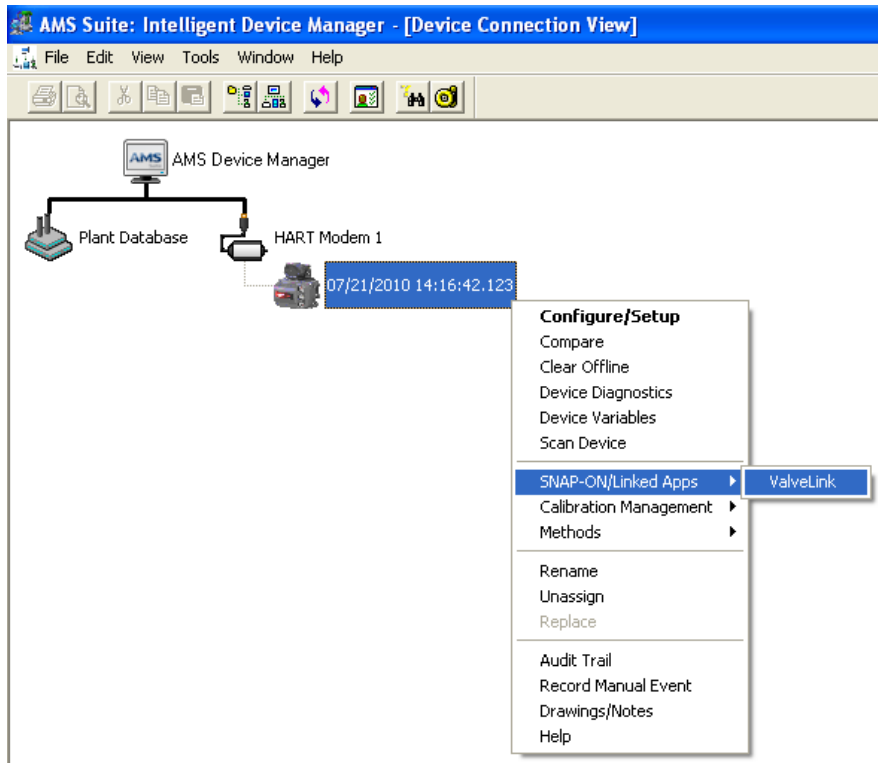 AMS Suite: Intelligent Device Manager - [Device Connection View]
File Edit View Tools Window Help
AMS AMS Device Manager
Plant Database
HART Modem 1
07/21/2010 14:16:42.123
Configure/Setup
Compare
Clear Offline
Device Diagnostics
Device Variables
Scan Device
SNAP-ON/Linked Apps
ValveLink
Calibration Management
Methods
Rename
Unassign
Replace
Audit Trail
Record Manual Event
Drawings/Notes
Help